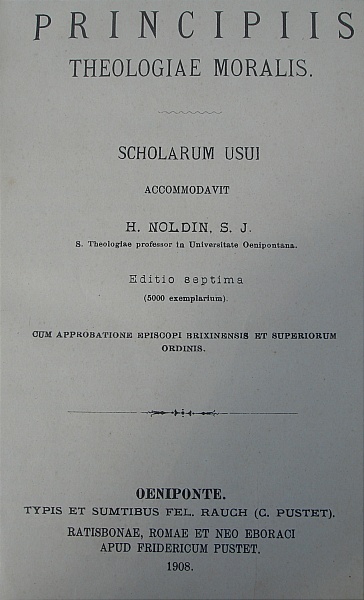 PRINCIPIIS
THEOLOGIAE MORALIS.
SCHOLARUM USUI
ACCOMMODAVIT
H. NOLDIN, S. J.
S. Theologiae professor in Universitate Oenipontana.
Editio septima
(5000 exemplarium).
CUM APPROBATIONE EPISCOPI BRIXINENSIS ET SUPERIORUM
ORDINIS.
OENIPONTE.
TYPIS ET SUMTIBUS FEL. RAUCH (C. PUSTET).
RATISBONAE, ROMAE ET NEO EBORACI
APUD FRIDERICUM PUSTET.
1908.